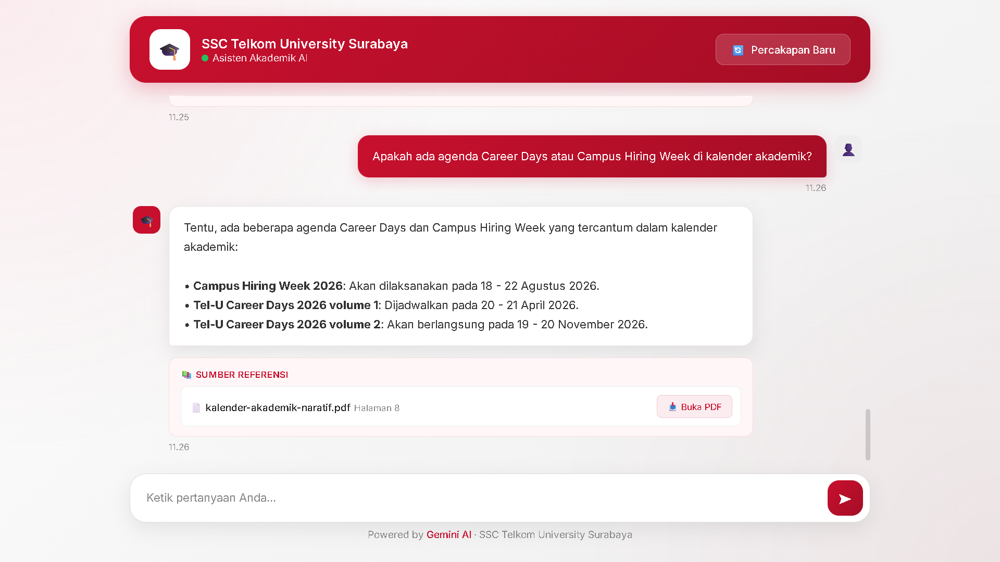 SSC Telkom University Surabaya
Asisten Akademik AI
Percakapan Baru
11.25
Apakah ada agenda Career Days atau Campus Hiring Week di kalender akademik?
11.26
Tentu, ada beberapa agenda Career Days dan Campus Hiring Week yang tercantum dalam kalender
akademik:
• Campus Hiring Week 2026: Akan dilaksanakan pada 18 - 22 Agustus 2026.
• Tel-U Career Days 2026 volume 1: Dijadwalkan pada 20 - 21 April 2026.
• Tel-U Career Days 2026 volume 2: Akan berlangsung pada 19 - 20 November 2026.
SUMBER REFERENSI
kalender-akademik-naratif.pdf Halaman 8
Buka PDF
11.26
Ketik pertanyaan Anda...
Powered by Gemini AI · SSC Telkom University Surabaya